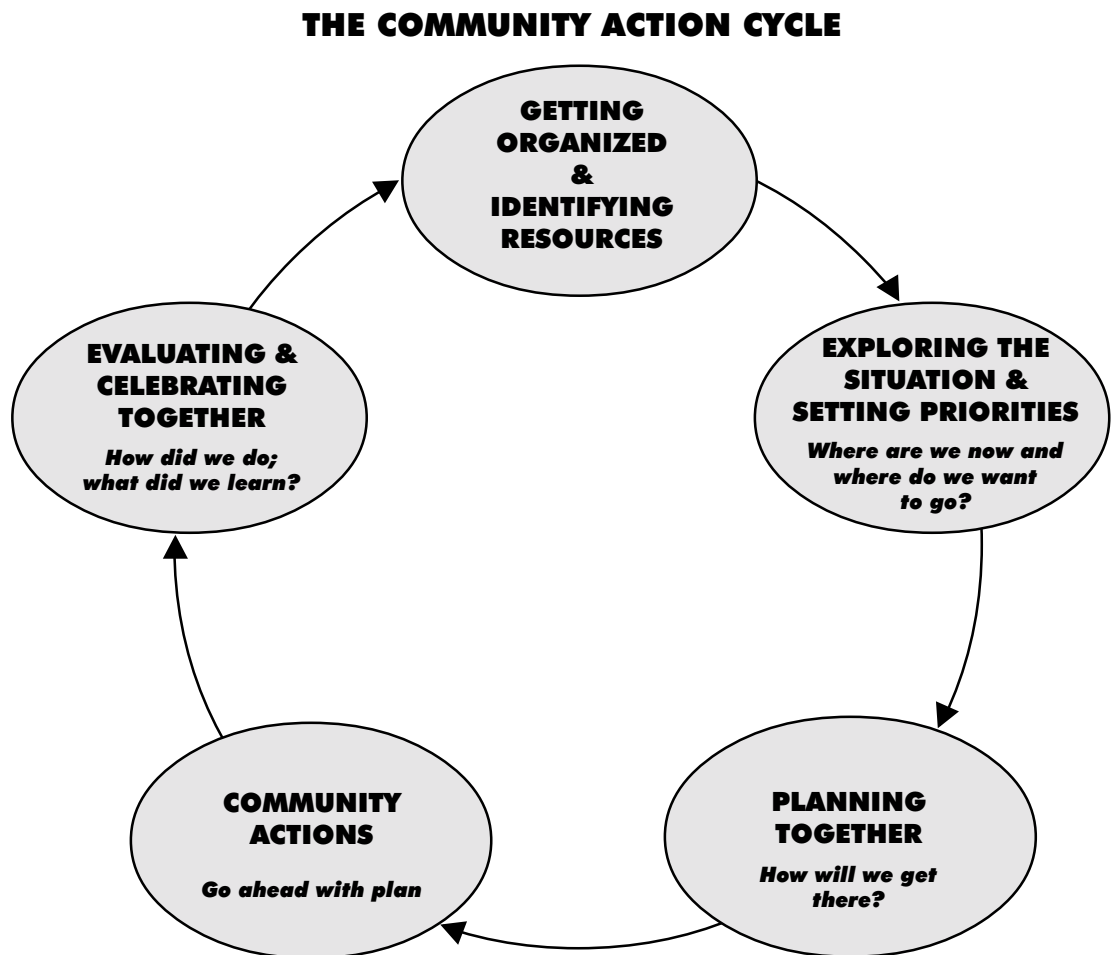 THE COMMUNITY ACTION CYCLE
GETTING
ORGANIZED
&
IDENTIFYING
RESOURCES
EXPLORING THE
SITUATION &
SETTING PRIORITIES
Where are we now and
where do we want
to go?
PLANNING
TOGETHER
How will we get
there?
COMMUNITY
ACTIONS
Go ahead with plan
EVALUATING &
CELEBRATING
TOGETHER
How did we do;
what did we learn?